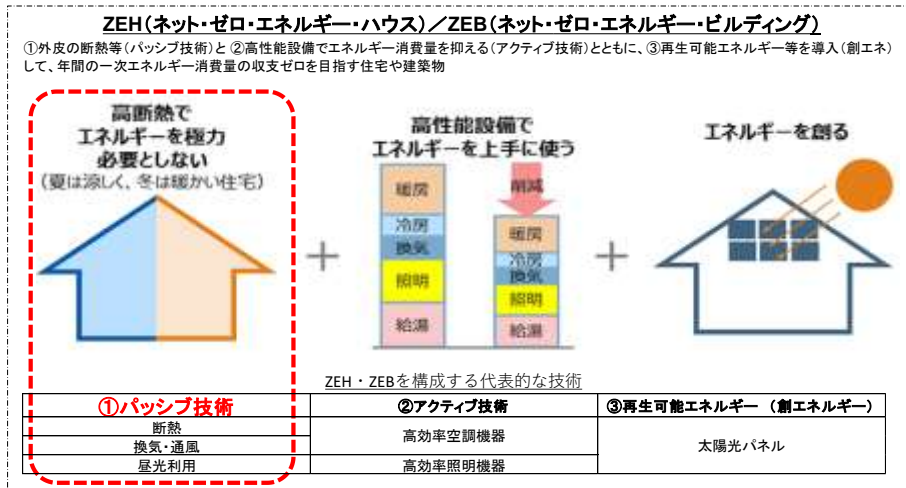 ZEH(ネット・ゼロ・エネルギー・ハウス)/ZEB(ネット・ゼロ・エネルギー・ビルディング)
①外皮の断熱等(パッシブ技術)と ②高性能設備でエネルギー消費量を抑える(アクティブ技術)とともに、③再生可能エネルギー等を導入(創エネ)
して、年間の一次エネルギー消費量の収支ゼロを目指す住宅や建築物
高断熱で
エネルギーを極力
必要としない
(夏は涼しく、冬は暖かい住宅)
+
高性能設備で
エネルギーを上手に使う
暖房
冷房
換気
照明
給湯
削減
暖房
冷房
換気
照明
給湯
+
エネルギーを創る
ZEH・ZEBを構成する代表的な技術
①パッシブ技術
②アクティブ技術
③再生可能エネルギー (創エネルギー)
断熱
換気・通風
昼光利用
高効率空調機器
高効率照明機器
太陽光パネル